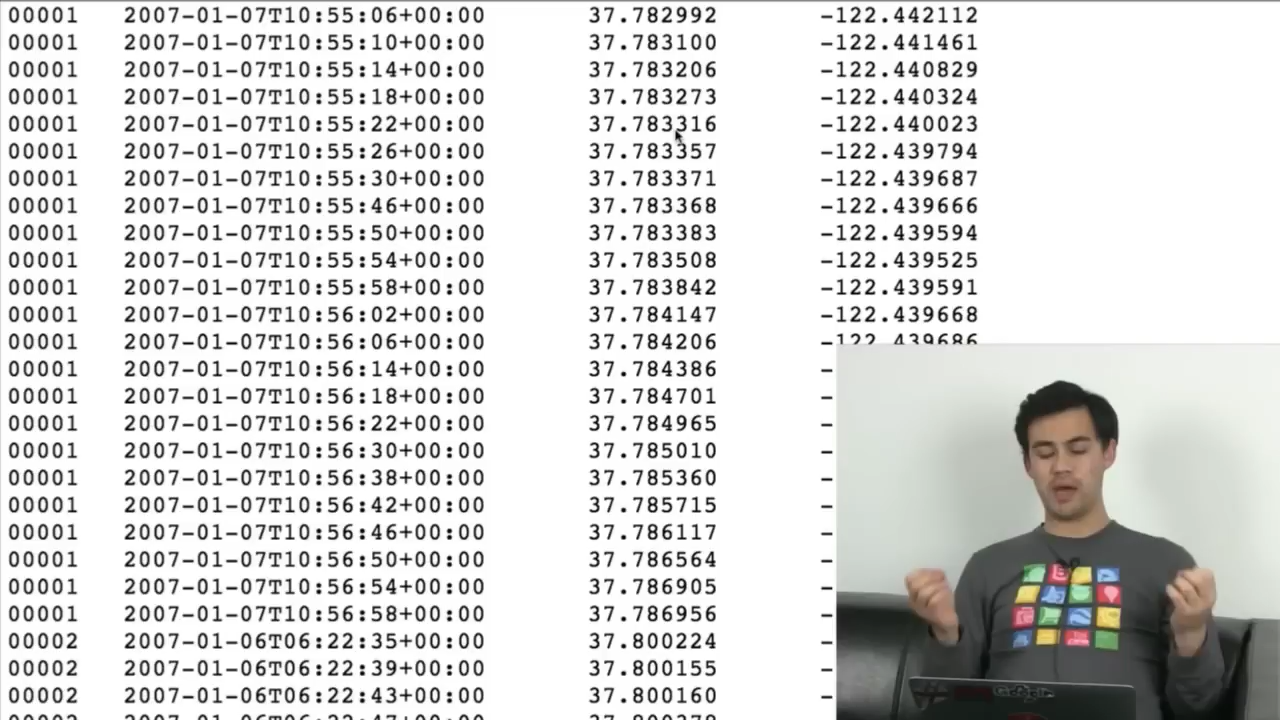 00001 2007-01-07T10:55:06+00:00 37.782992 -122.442112
00001 2007-01-07T10:55:10+00:00 37.783100 -122.441461
00001 2007-01-07T10:55:14+00:00 37.783206 -122.440829
00001 2007-01-07T10:55:18+00:00 37.783273 -122.440324
00001 2007-01-07T10:55:22+00:00 37.783316 -122.440023
00001 2007-01-07T10:55:26+00:00 37.783357 -122.439794
00001 2007-01-07T10:55:30+00:00 37.783371 -122.439687
00001 2007-01-07T10:55:46+00:00 37.783368 -122.439666
00001 2007-01-07T10:55:50+00:00 37.783383 -122.439594
00001 2007-01-07T10:55:54+00:00 37.783508 -122.439525
00001 2007-01-07T10:55:58+00:00 37.783842 -122.439591
00001 2007-01-07T10:56:02+00:00 37.784147 -122.439668
00001 2007-01-07T10:56:06+00:00 37.784206 -122.439686
00001 2007-01-07T10:56:14+00:00 37.784386 -
00001 2007-01-07T10:56:18+00:00 37.784701 -
00001 2007-01-07T10:56:22+00:00 37.784965 -
00001 2007-01-07T10:56:30+00:00 37.785010 -
00001 2007-01-07T10:56:38+00:00 37.785360 -
00001 2007-01-07T10:56:42+00:00 37.785715 -
00001 2007-01-07T10:56:46+00:00 37.786117 -
00001 2007-01-07T10:56:50+00:00 37.786564 -
00001 2007-01-07T10:56:54+00:00 37.786905 -
00001 2007-01-07T10:56:58+00:00 37.786956 -
00002 2007-01-06T06:22:35+00:00 37.800224 -
00002 2007-01-06T06:22:39+00:00 37.800155 -
00002 2007-01-06T06:22:43+00:00 37.800160 -
00002 2007-01-06T06:22:47+00:00 37.800378 -
Google